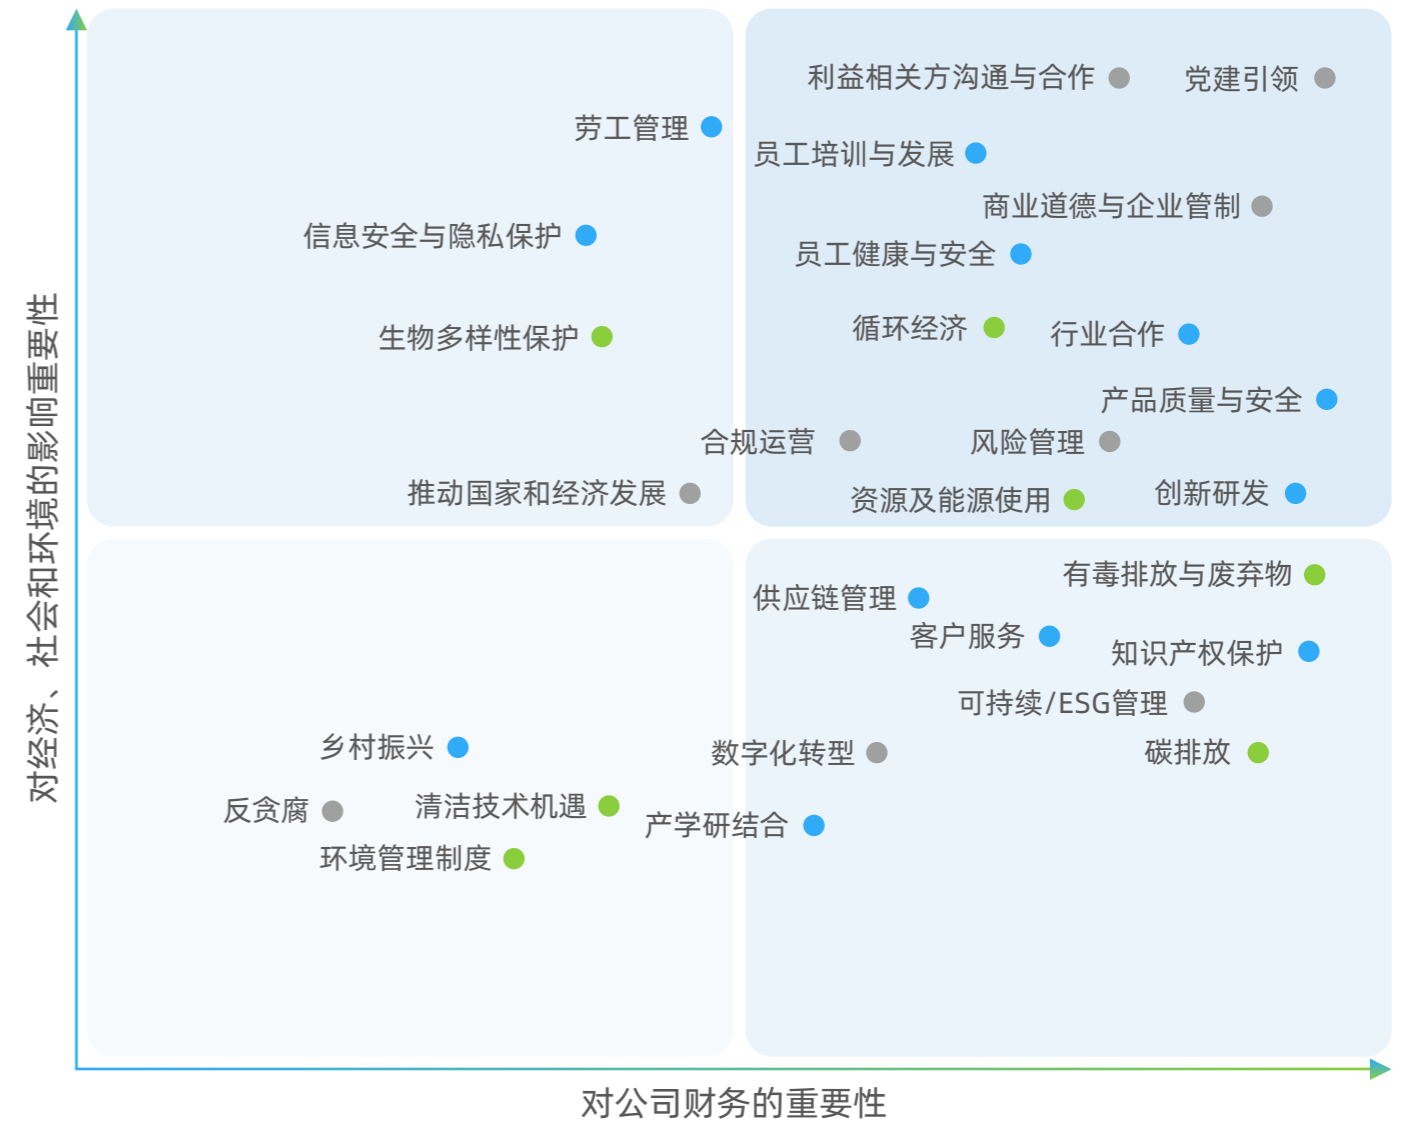 利益相关方沟通与合作
党建引领
劳工管理
员工培训与发展
商业道德与企业管制
信息安全与隐私保护
员工健康与安全
循环经济
行业合作
生物多样性保护
产品质量与安全
合规运营
风险管理
推动国家和经济发展
资源及能源使用
创新研发
有毒排放与废弃物
供应链管理
客户服务
知识产权保护
可持续/ESG管理
乡村振兴
数字化转型
碳排放
反贪腐
清洁技术机遇
产学研结合
环境管理制度
对经济、社会和环境的影响重要性
对公司财务的重要性